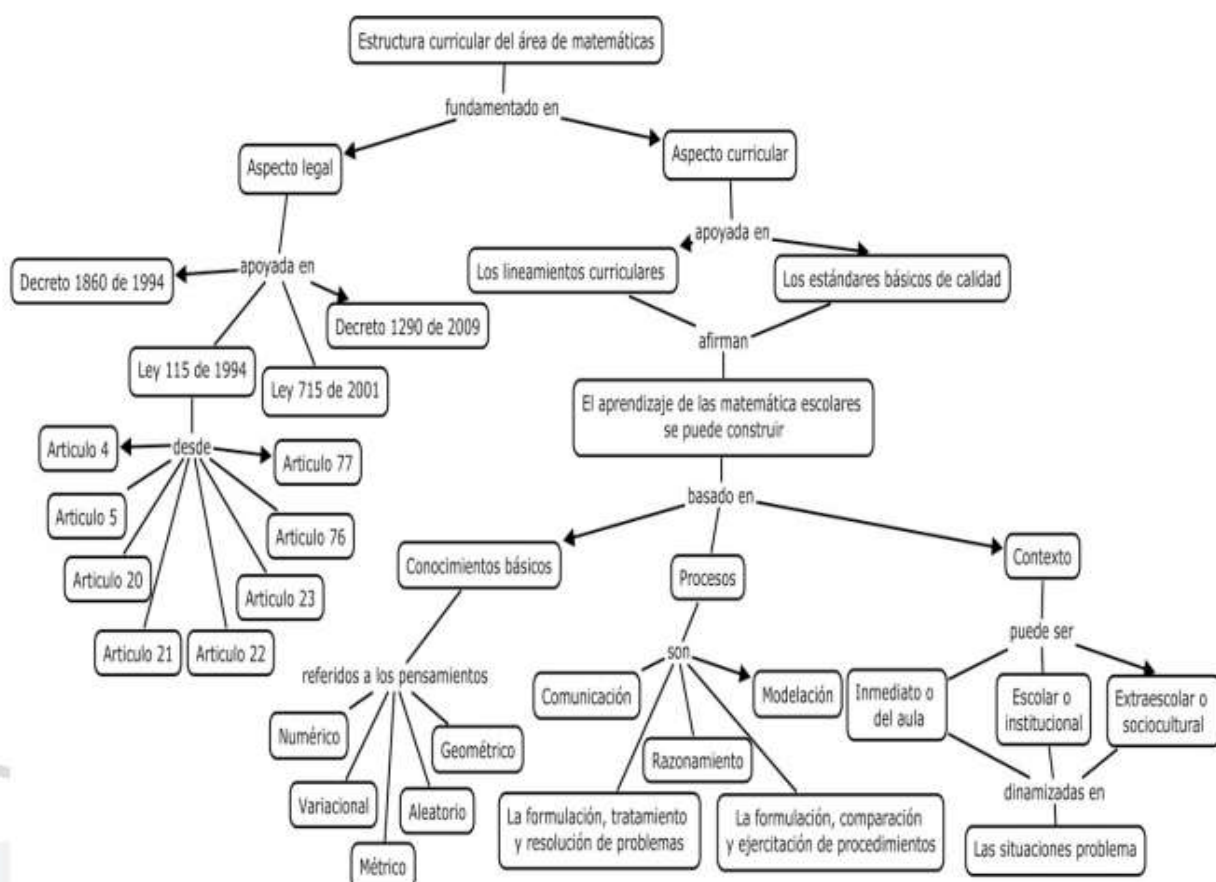 Estructura curricular del área de matemáticas
fundamentado en
Aspecto legal
Aspecto curricular
apoyada en
Decreto 1860 de 1994
Decreto 1290 de 2009
Ley 115 de 1994
Ley 715 de 2001
desde
Articulo 4
Articulo 77
Articulo 5
Articulo 76
Articulo 20
Articulo 23
Articulo 21
Articulo 22
apoyada en
Los lineamientos curriculares
Los estándares básicos de calidad
afirman
El aprendizaje de las matemática escolares
se puede construir
basado en
Conocimientos básicos
Procesos
Contexto
referidos a los pensamientos
Numérico
Geométrico
Variacional
Aleatorio
Métrico
son
Comunicación
Modelación
Razonamiento
La formulación, tratamiento
y resolución de problemas
La formulación, comparación
y ejercitación de procedimientos
puede ser
Inmediato o
del aula
Escolar o
institucional
Extraescolar o
sociocultural
dinamizadas en
Las situaciones problema